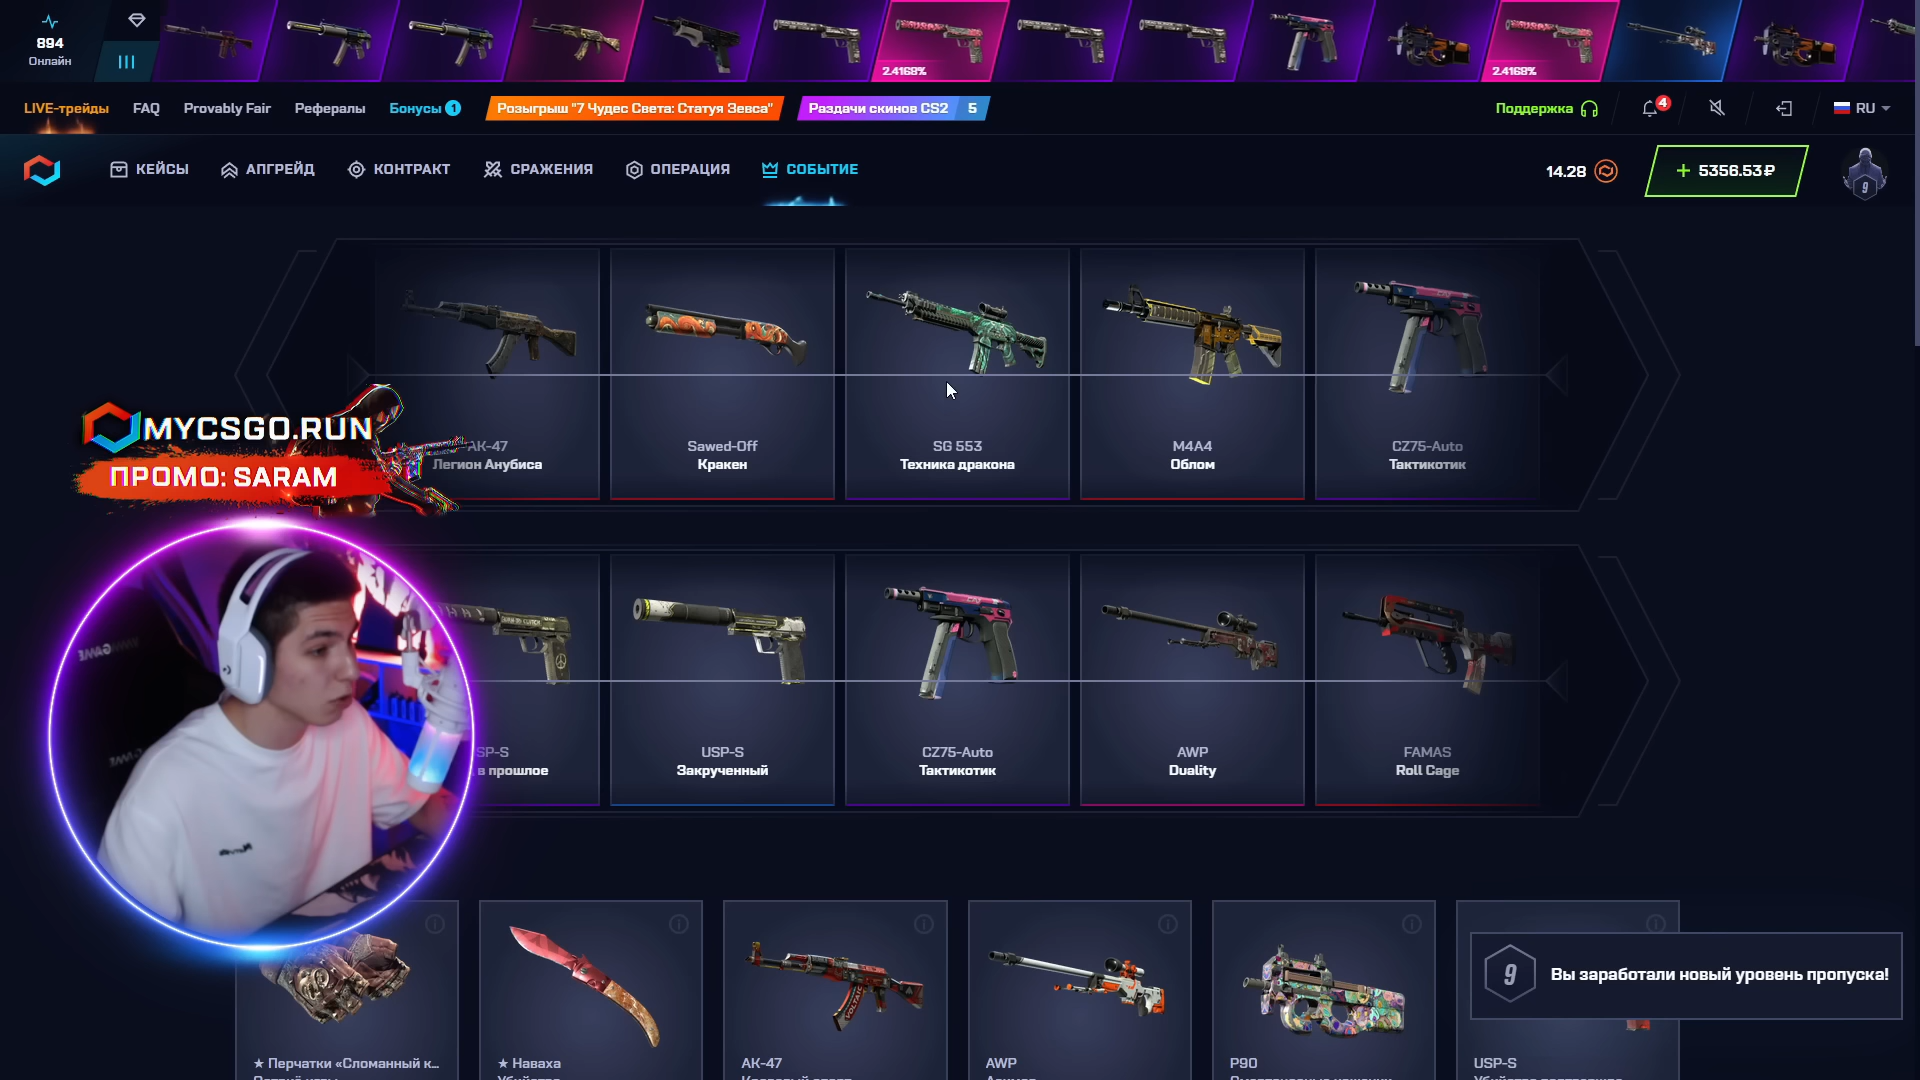 894
Онлайн
2.4168%
2.4168%
LIVE-трейды
FAQ
Provably Fair
Рефералы
Бонусы 1
Розыгрыш "7 Чудес Света: Статуя Зевса"
Раздачи скинов CS2 5
Поддержка
4
RU
КЕЙСЫ
АПГРЕЙД
КОНТРАКТ
СРАЖЕНИЯ
ОПЕРАЦИЯ
СОБЫТИЕ
14.28
+ 5356.53₽
9
AK-47
Легион Анубиса
Sawed-Off
Кракен
SG 553
Техника дракона
M4A4
Облом
CZ75-Auto
Тактикотик
MYCSGO.RUN
ПРОМО: SARAM
SP-S
в прошлое
USP-S
Закрученный
CZ75-Auto
Тактикотик
AWP
Duality
FAMAS
Roll Cage
★ Перчатки «Сломанный к...
★ Наваха
AK-47
AWP
P90
USP-S
9
Вы заработали новый уровень пропуска!